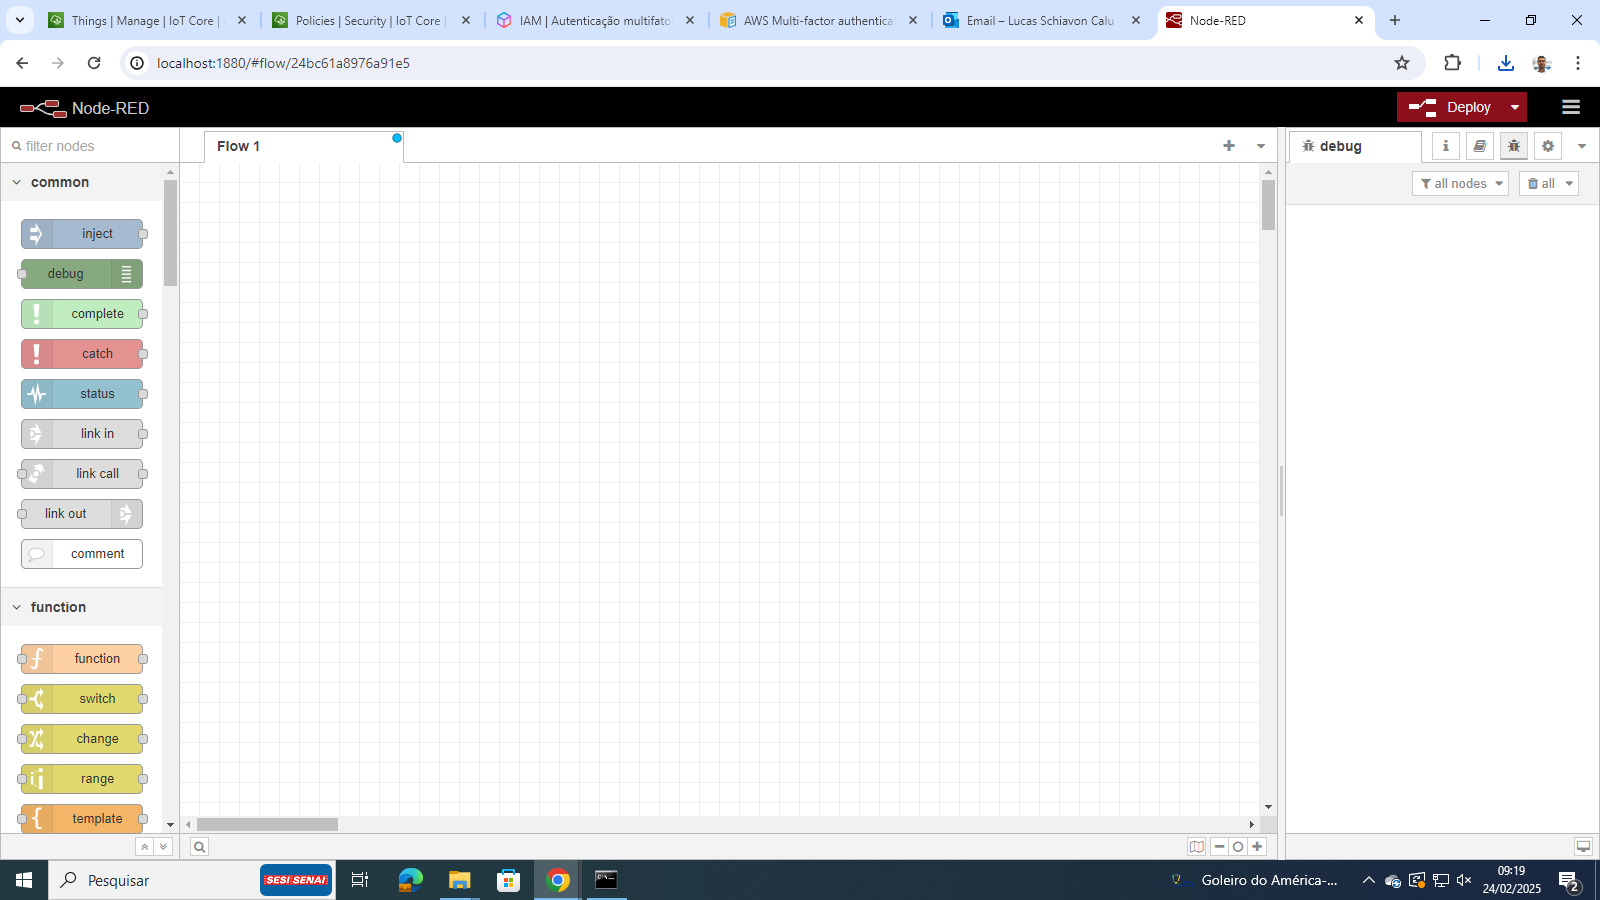 Things | Manage | IoT Core |
Policies | Security | IoT Core |
IAM | Autenticação multifato
AWS Multi-factor authentica
Email – Lucas Schiavon Calu
Node-RED
localhost:1880/#flow/24bc61a8976a91e5
Node-RED
Deploy
filter nodes
Flow 1
debug
all nodes
all
common
inject
debug
complete
catch
status
link in
link call
link out
comment
function
function
switch
change
range
template
Pesquisar
SESI SENAI
Goleiro do América-...
09:19
24/02/2025
2